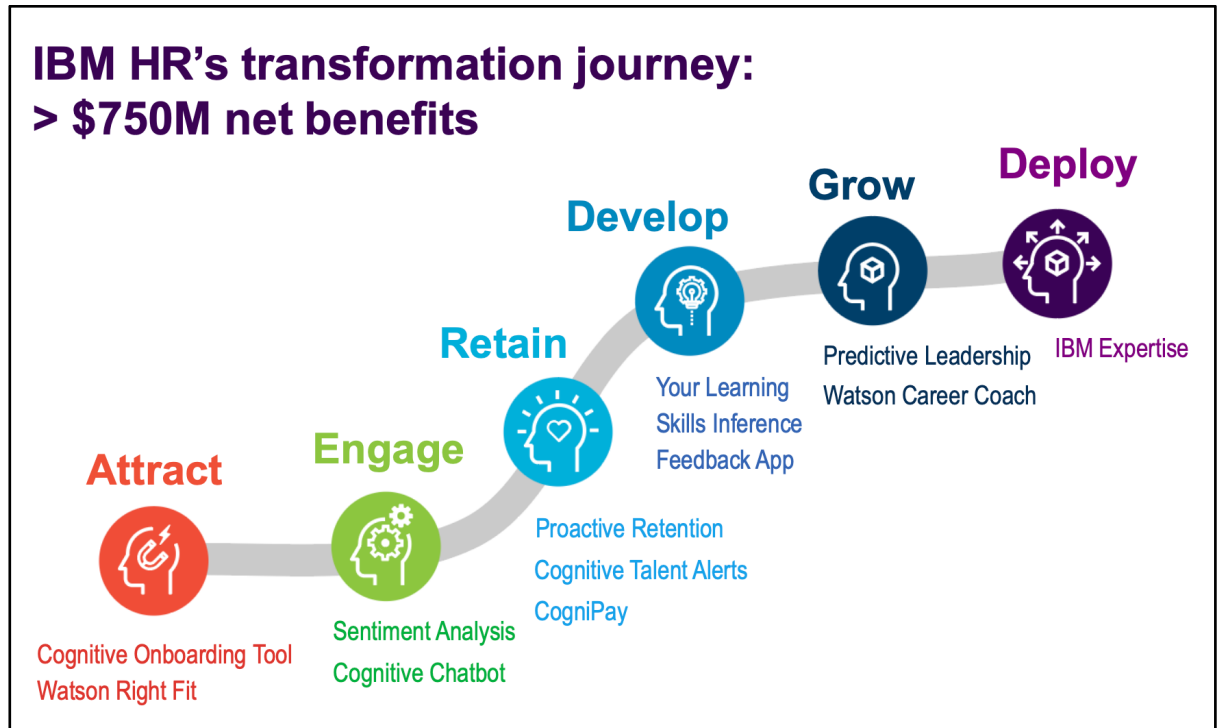 IBM HR’s transformation journey:
> $750M net benefits
Attract
Cognitive Onboarding Tool
Watson Right Fit
Engage
Sentiment Analysis
Cognitive Chatbot
Retain
Proactive Retention
Cognitive Talent Alerts
CogniPay
Develop
Your Learning
Skills Inference
Feedback App
Grow
Predictive Leadership
Watson Career Coach
Deploy
IBM Expertise